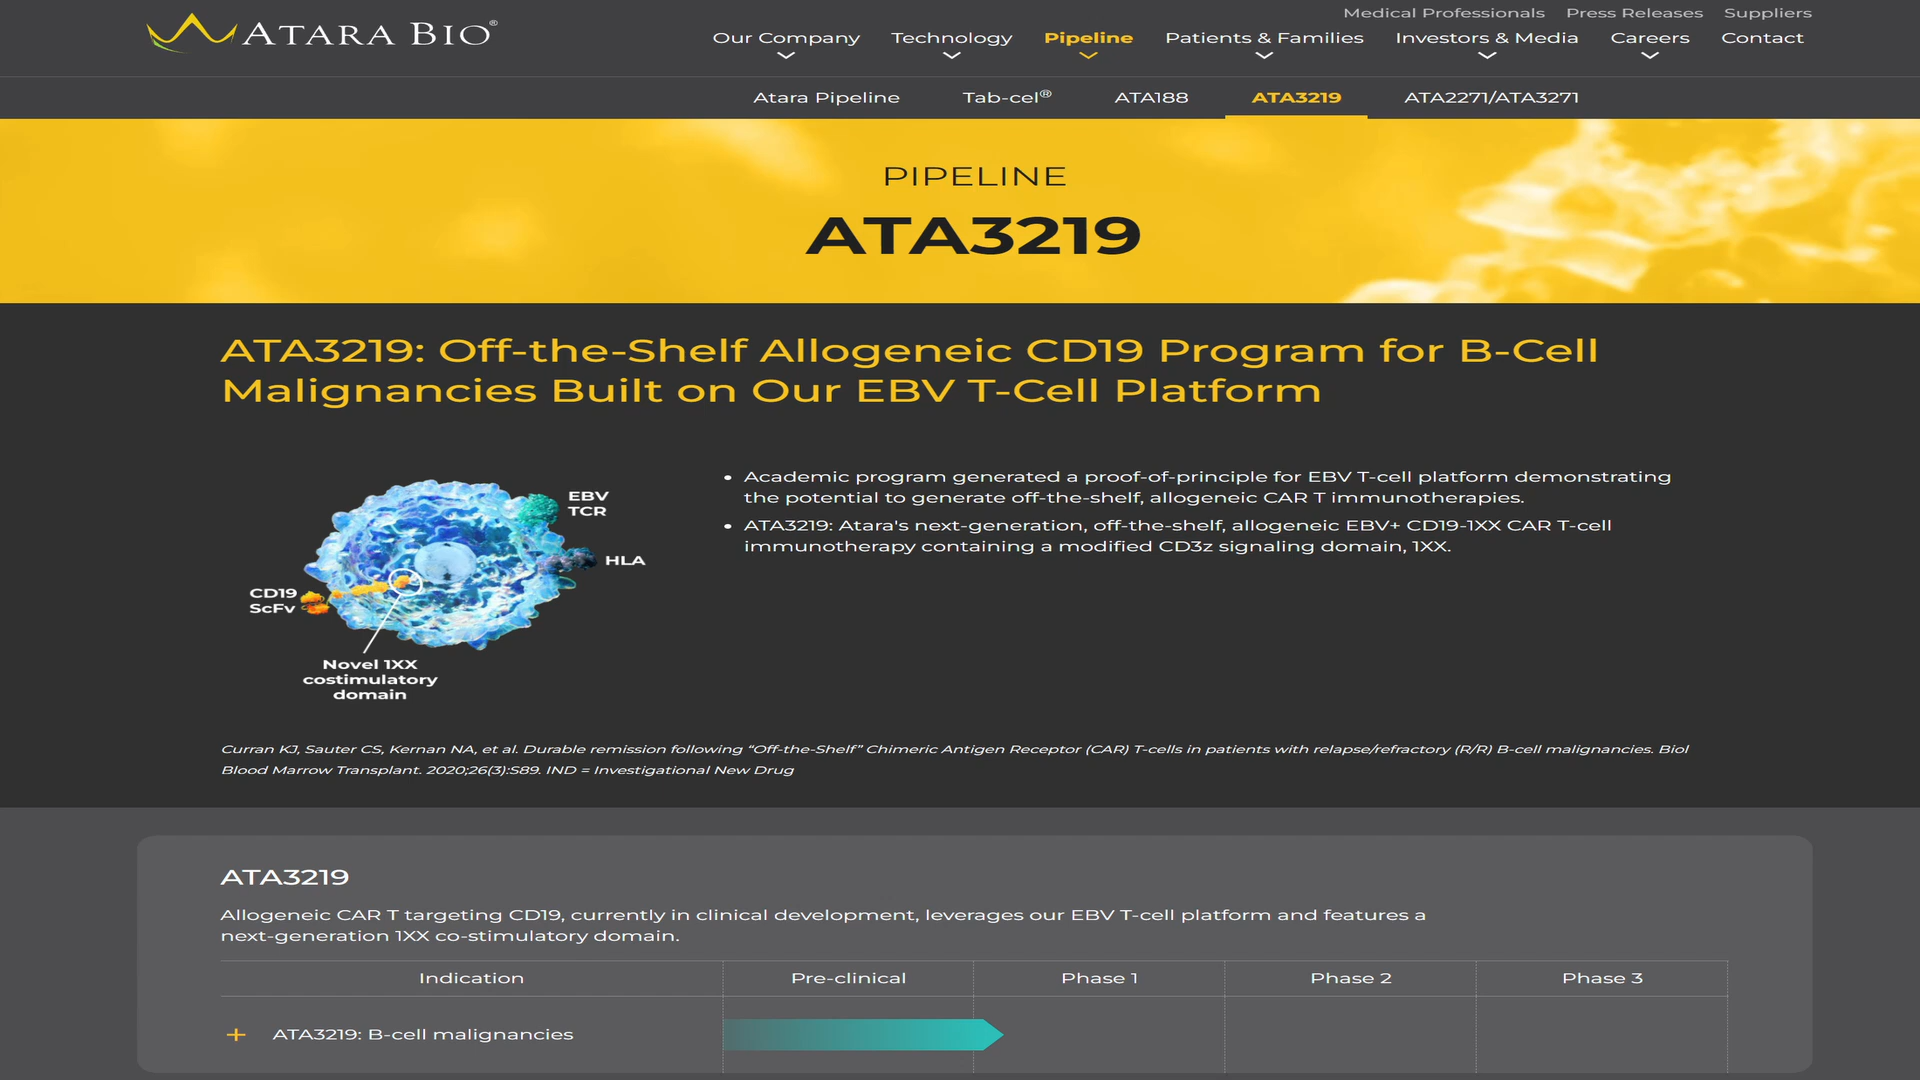 ATARA BIO®
Medical Professionals Press Releases Suppliers
Our Company Technology Pipeline Patients & Families Investors & Media Careers Contact
Atara Pipeline Tab-cel® ATA188 ATA3219 ATA2271/ATA3271
PIPELINE
ATA3219
ATA3219: Off-the-Shelf Allogeneic CD19 Program for B-Cell
Malignancies Built on Our EBV T-Cell Platform
EBV
TCR
HLA
CD19
ScFv
Novel 1XX
costimulatory
domain
• Academic program generated a proof-of-principle for EBV T-cell platform demonstrating
the potential to generate off-the-shelf, allogeneic CAR T immunotherapies.
• ATA3219: Atara's next-generation, off-the-shelf, allogeneic EBV+ CD19-1XX CAR T-cell
immunotherapy containing a modified CD3z signaling domain, 1XX.
Curran KJ, Sauter CS, Kernan NA, et al. Durable remission following “Off-the-Shelf” Chimeric Antigen Receptor (CAR) T-cells in patients with relapse/refractory (R/R) B-cell malignancies. Biol
Blood Marrow Transplant. 2020;26(3):S89. IND = Investigational New Drug
ATA3219
Allogeneic CAR T targeting CD19, currently in clinical development, leverages our EBV T-cell platform and features a
next-generation 1XX co-stimulatory domain.
Indication Pre-clinical Phase 1 Phase 2 Phase 3
+ ATA3219: B-cell malignancies